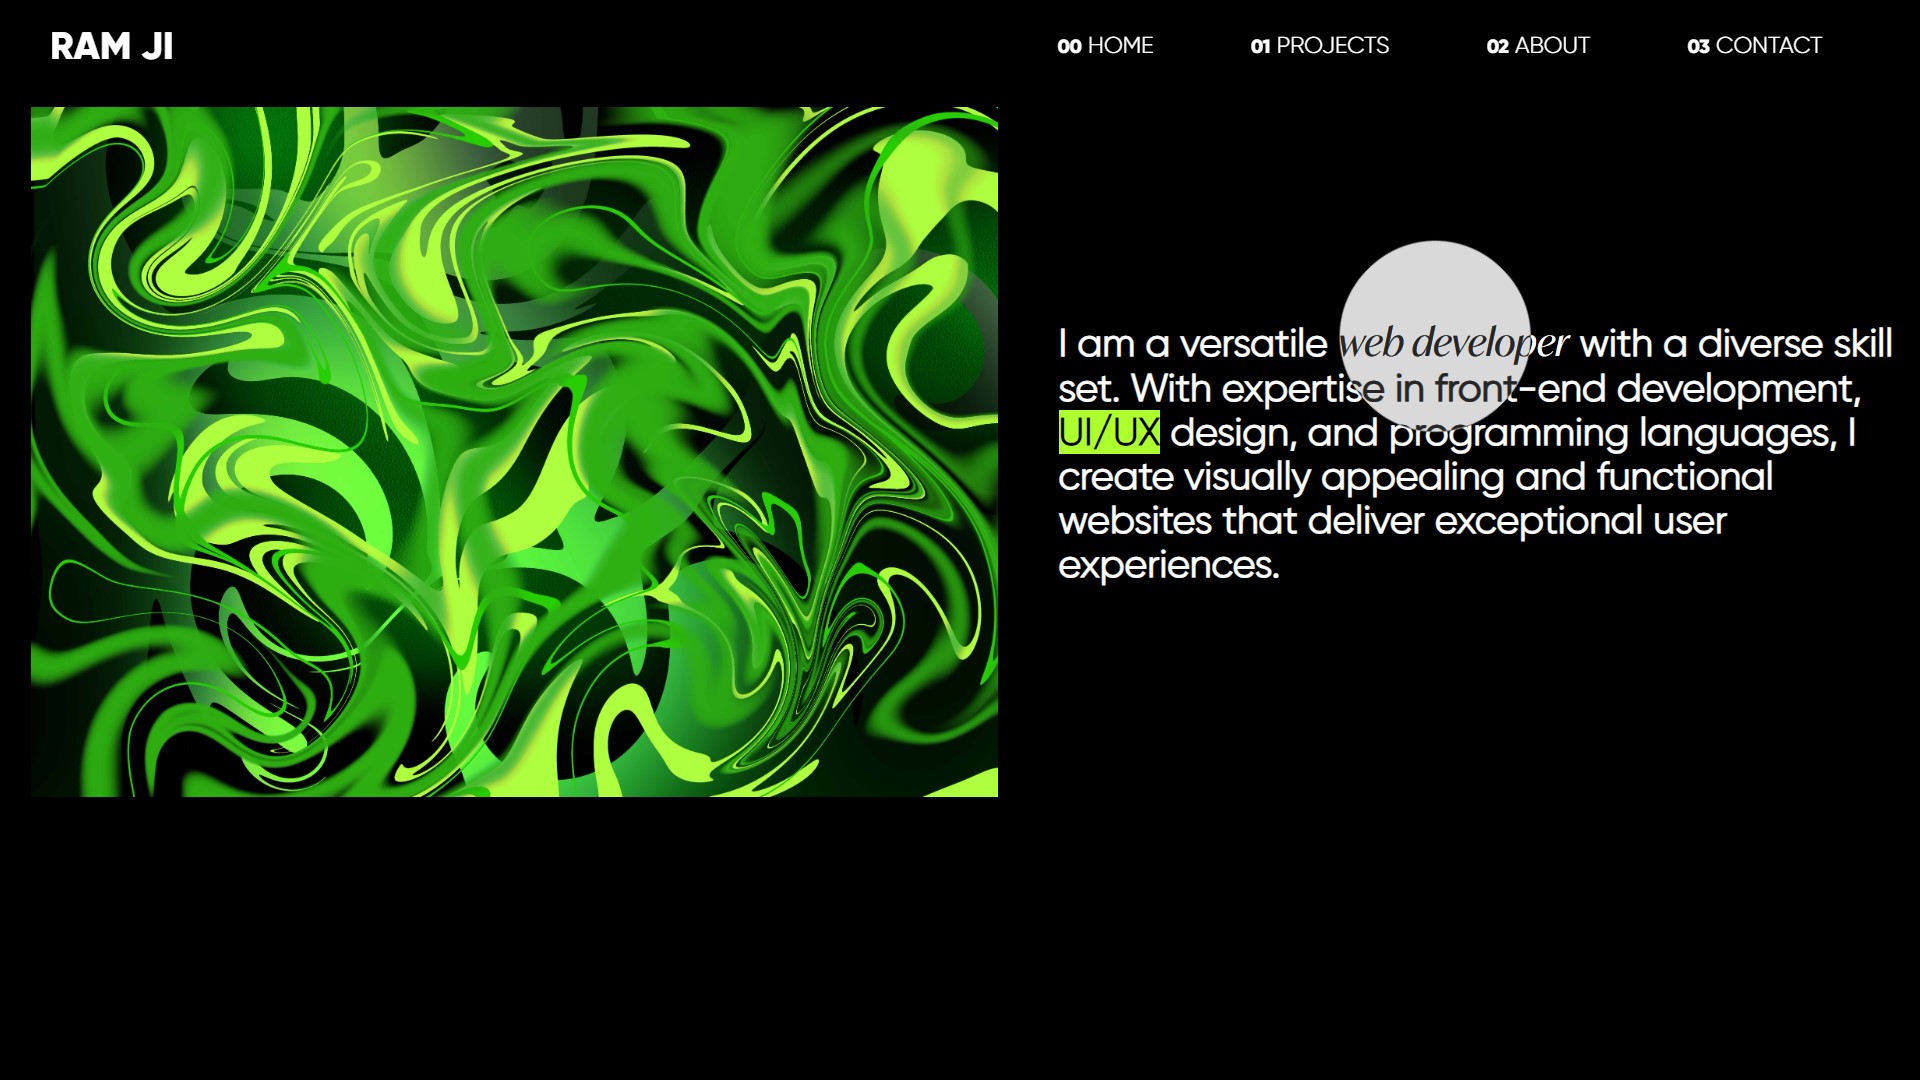 RAM JI
00 HOME 01 PROJECTS 02 ABOUT 03 CONTACT
I am a versatile web developer with a diverse skill
set. With expertise in front-end development,
UI/UX design, and programming languages, I
create visually appealing and functional
websites that deliver exceptional user
experiences.